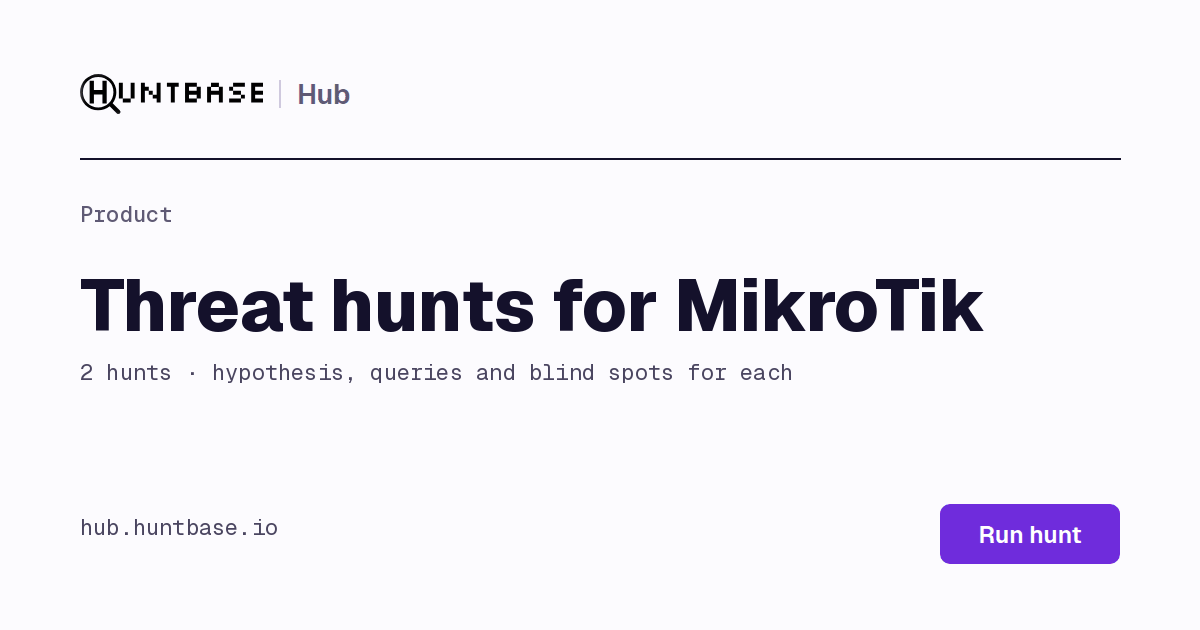 HUNTBASE | Hub
Product
Threat hunts for MikroTik
2 hunts · hypothesis, queries and blind spots for each
hub.huntbase.io
Run hunt